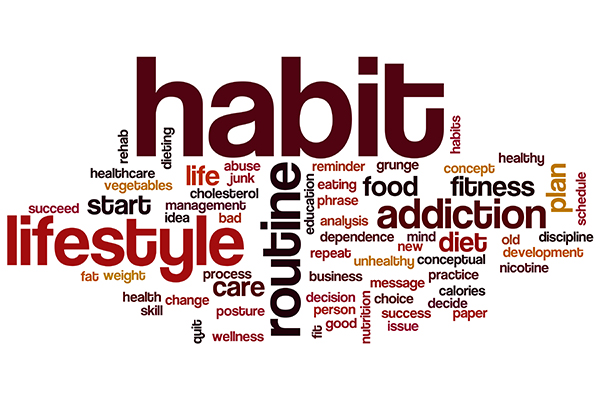 habit
rehab
dieting
habits
healthcare
vegetables
life
abuse
junk
reminder
grunge
concept
healthy
cholesterol
eating
food
fitness
plan
schedule
succeed
start
management
phrase
education
idea
bad
analysis
addiction
lifestyle
routine
dependence
mind
new
diet
old
discipline
repeat
unhealthy
conceptual
development
nicotine
fat
weight
process
care
business
message
practice
calories
health
change
skill
posture
decision
person
choice
decide
nutrition
success
paper
quit
wellness
fit
good
issue